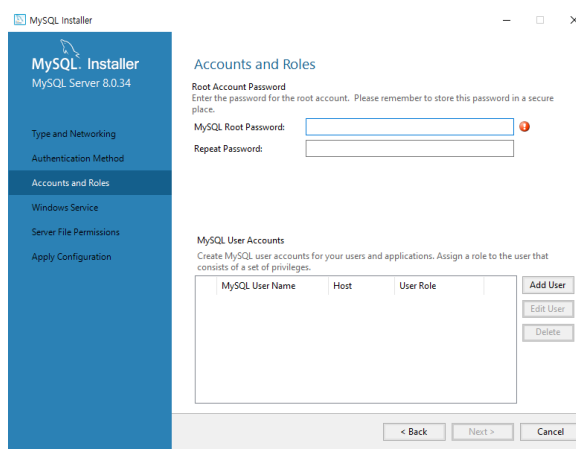 MySQL Installer
MySQL. Installer
MySQL Server 8.0.34
Type and Networking
Authentication Method
Accounts and Roles
Windows Service
Server File Permissions
Apply Configuration
Accounts and Roles
Root Account Password
Enter the password for the root account. Please remember to store this password in a secure
place.
MySQL Root Password:
Repeat Password:
MySQL User Accounts
Create MySQL user accounts for your users and applications. Assign a role to the user that
consists of a set of privileges.
MySQL User Name Host User Role
Add User
Edit User
Delete
< Back Next > Cancel